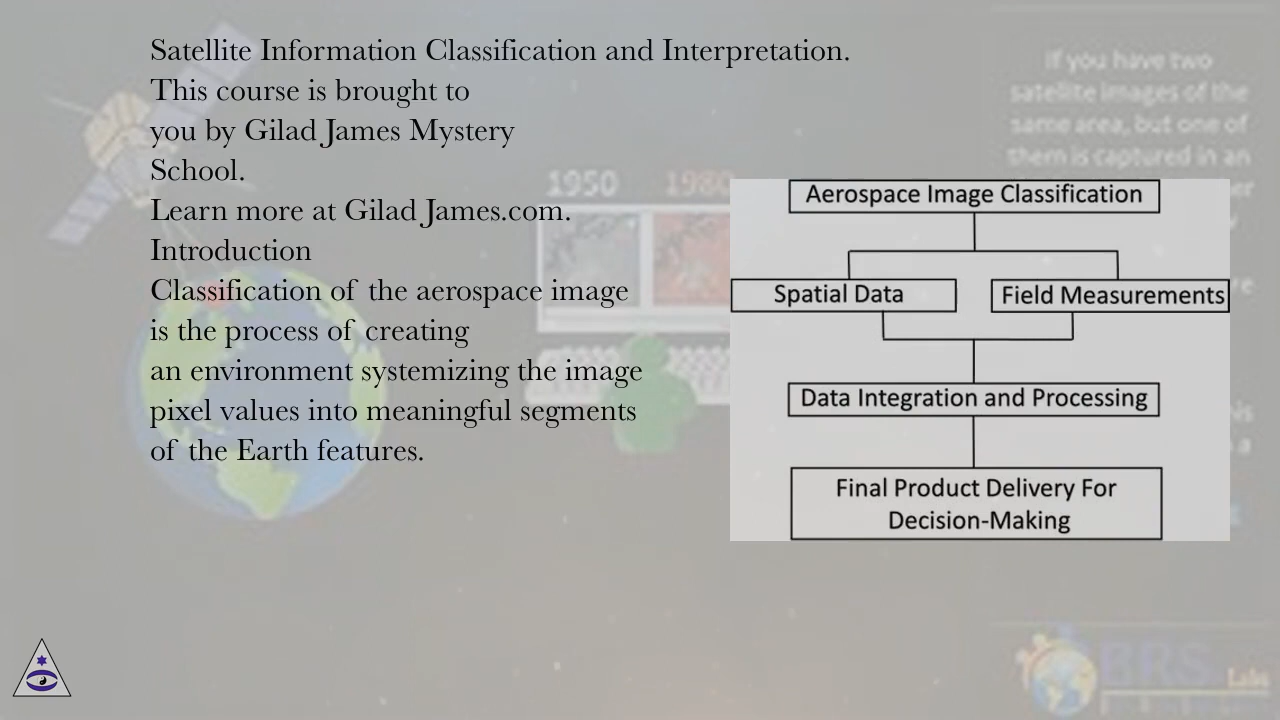 Satellite Information Classification and Interpretation.
This course is brought to
you by Gilad James Mystery
School.
Learn more at Gilad James.com.
Introduction
Classification of the aerospace image
is the process of creating
an environment systemizing the image
pixel values into meaningful segments
of the Earth features.
1950 1980
If you have two
satellite images of the
same area, but one of
them is captured in an
Aerospace Image Classification
Spatial Data
Field Measurements
Data Integration and Processing
Final Product Delivery For
Decision-Making
BRS
Labs